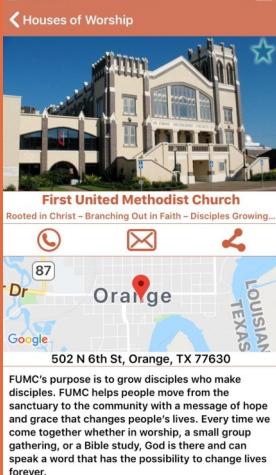 Houses of Worship
First United Methodist Church
Rooted in Christ – Branching Out in Faith – Disciples Growing...
87
Dr
Orange
LOUISIAN
TEXAS
Google
502 N 6th St, Orange, TX 77630
FUMC's purpose is to grow disciples who make
disciples. FUMC helps people move from the
sanctuary to the community with a message of hope
and grace that changes people's lives. Every time we
come together whether in worship, a small group
gathering, or a Bible study, God is there and can
speak a word that has the possibility to change lives
forever.